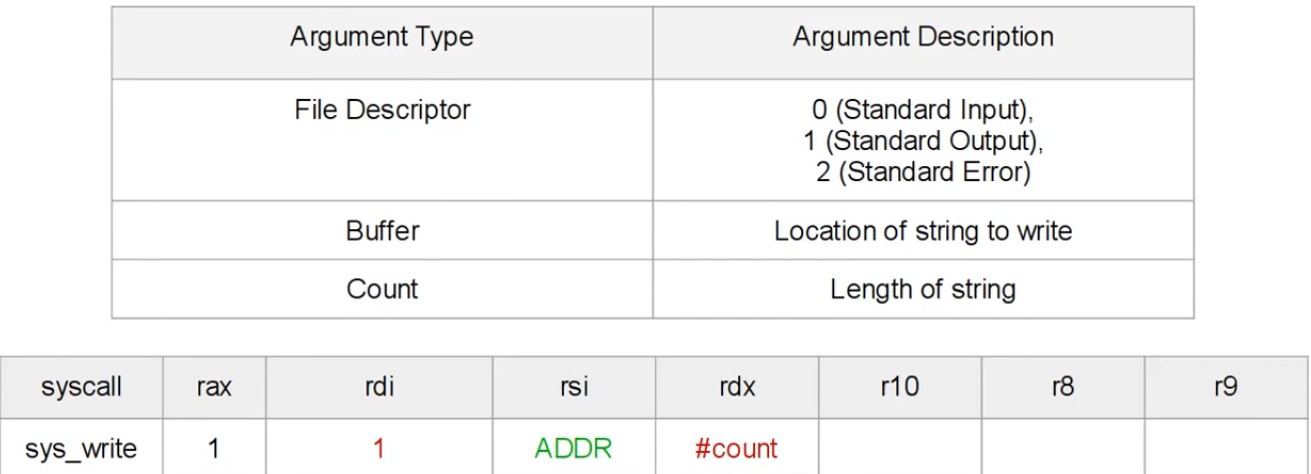 Argument Type Argument Description
File Descriptor 0 (Standard Input),
1 (Standard Output),
2 (Standard Error)
Buffer Location of string to write
Count Length of string
syscall rax rdi rsi rdx r10 r8 r9
sys_write 1 1 ADDR #count